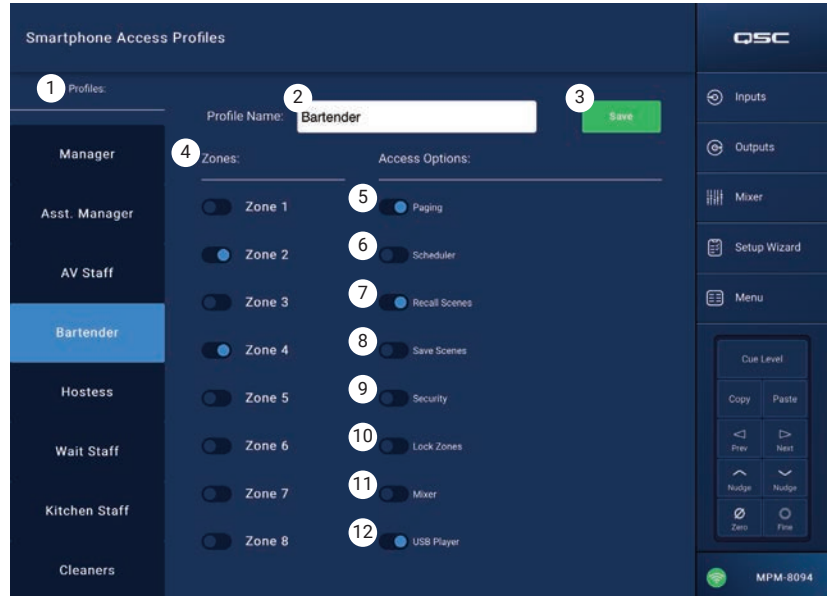 Smartphone Access Profiles
QSC
1 Profiles:
2
3
Profile Name: Bartender Save
4 Zones: Access Options:
Manager
Asst. Manager
AV Staff
Bartender
Hostess
Wait Staff
Kitchen Staff
Cleaners
Zone 1
Zone 2
Zone 3
Zone 4
Zone 5
Zone 6
Zone 7
Zone 8
5 Paging
6 Scheduler
7 Recall Scenes
8 Save Scenes
9 Security
10 Lock Zones
11 Mixer
12 USB Player
Inputs
Outputs
Mixer
Setup Wizard
Menu
Cue Level
Copy Paste
Prev Next
Nudge Nudge
Zero Fine
MPM-8094